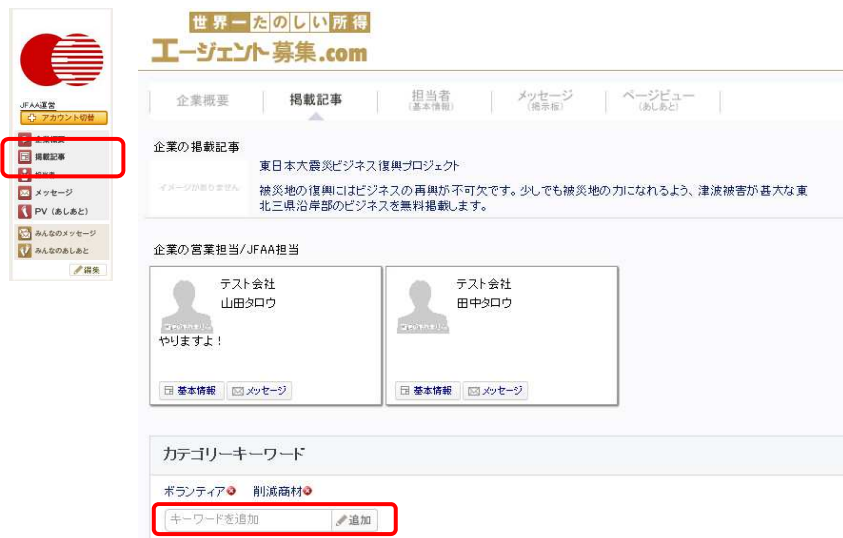 世界一たのしい所得
エージェント募集.com
JFAA運営
アカウント切替
企業概要
掲載記事
担当者
メッセージ
PV（あしあと）
みんなのメッセージ
みんなのあしあと
編集
企業概要
掲載記事
担当者
（基本情報）
メッセージ
（掲示板）
ページビュー
（あしあと）
企業の掲載記事
イメージがありません
東日本大震災ビジネス復興プロジェクト
被災地の復興にはビジネスの再興が不可欠です。少しでも被災地の力になれるよう、津波被害が甚大な東
北三県沿岸部のビジネスを無料掲載します。
企業の営業担当/JFAA担当
テスト会社
山田タロウ
やりますよ！
基本情報
メッセージ
テスト会社
田中タロウ
基本情報
メッセージ
カテゴリーキーワード
ボランティア 削減商材
キーワードを追加 追加